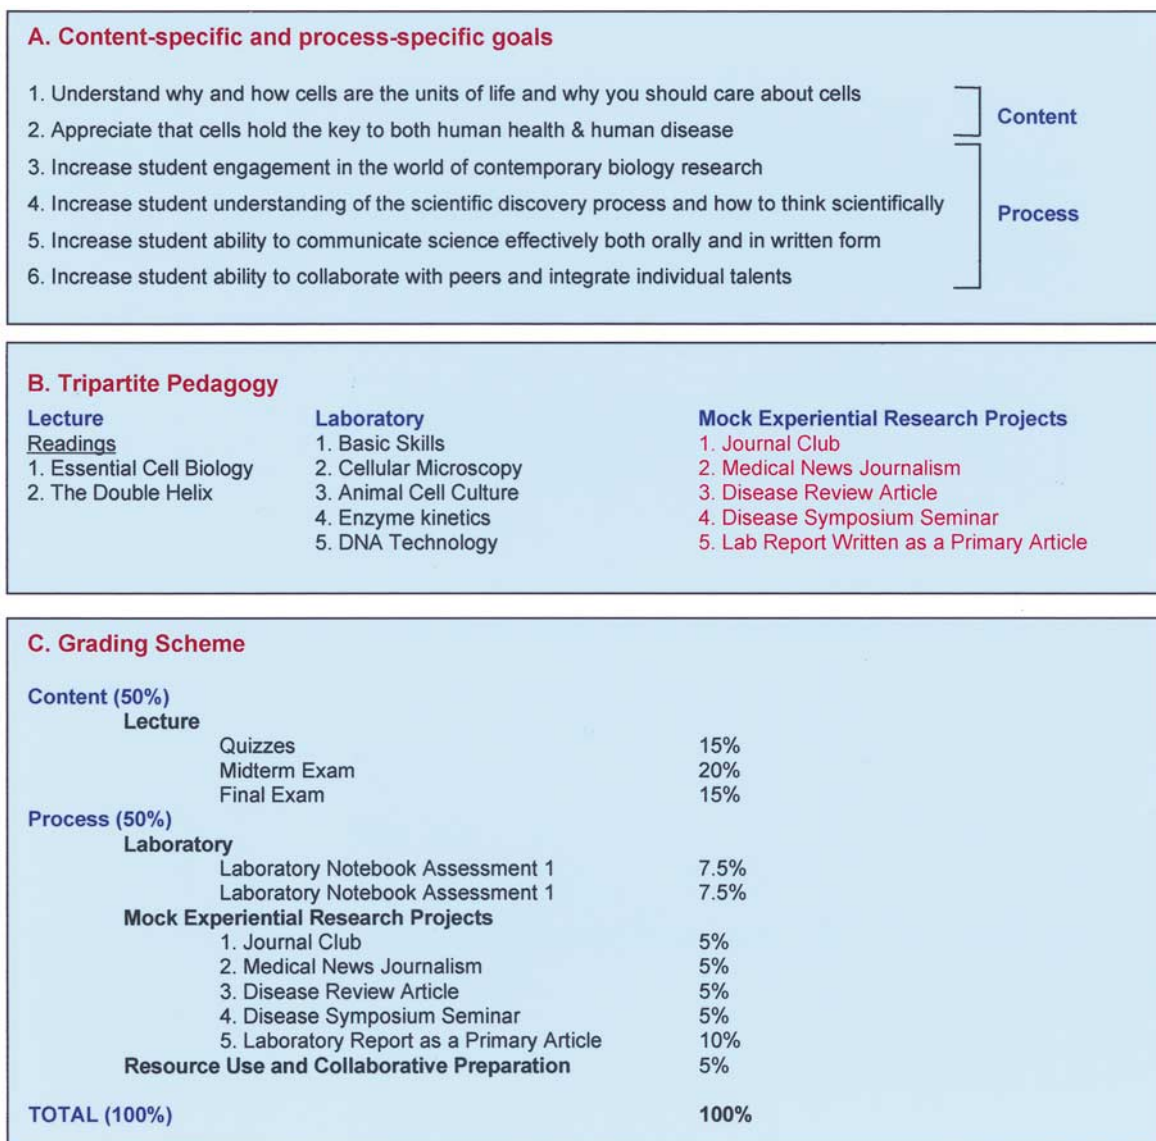 A. Content-specific and process-specific goals
1. Understand why and how cells are the units of life and why you should care about cells
2. Appreciate that cells hold the key to both human health & human disease
Content
3. Increase student engagement in the world of contemporary biology research
4. Increase student understanding of the scientific discovery process and how to think scientifically
5. Increase student ability to communicate science effectively both orally and in written form
6. Increase student ability to collaborate with peers and integrate individual talents
Process
B. Tripartite Pedagogy
Lecture
Readings
1. Essential Cell Biology
2. The Double Helix
Laboratory
1. Basic Skills
2. Cellular Microscopy
3. Animal Cell Culture
4. Enzyme kinetics
5. DNA Technology
Mock Experiential Research Projects
1. Journal Club
2. Medical News Journalism
3. Disease Review Article
4. Disease Symposium Seminar
5. Lab Report Written as a Primary Article
C. Grading Scheme
Content (50%)
Lecture
Quizzes 15%
Midterm Exam 20%
Final Exam 15%
Process (50%)
Laboratory
Laboratory Notebook Assessment 1 7.5%
Laboratory Notebook Assessment 1 7.5%
Mock Experiential Research Projects
1. Journal Club 5%
2. Medical News Journalism 5%
3. Disease Review Article 5%
4. Disease Symposium Seminar 5%
5. Laboratory Report as a Primary Article 10%
Resource Use and Collaborative Preparation 5%
TOTAL (100%) 100%